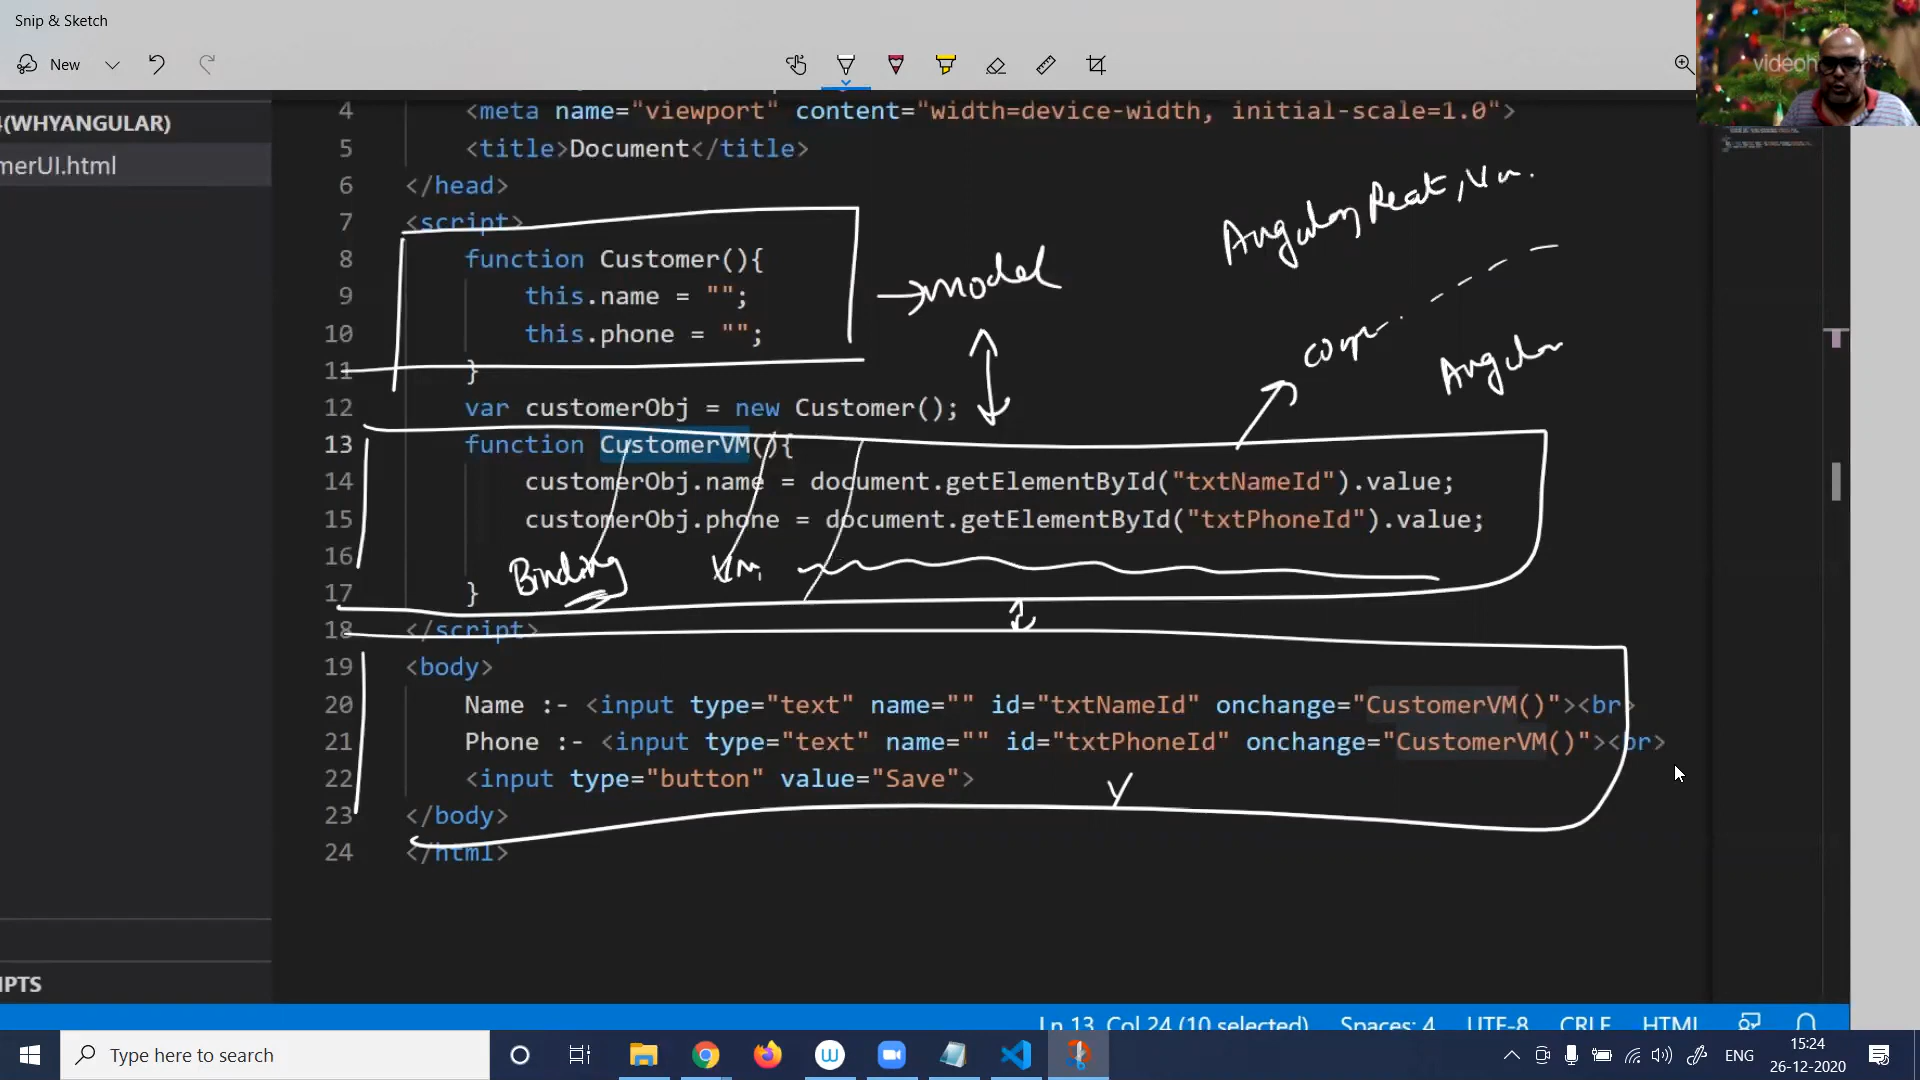 Snip & Sketch
New
videoh
4(WHYANGULAR)
merUI.html
4 <meta name="viewport" content="width=device-width, initial-scale=1.0">
5 <title>Document</title>
6 </head>
7 <script>
8 function Customer(){
9 this.name = "";
10 this.phone = "";
11 }
12 var customerObj = new Customer();
13 function CustomerVM(){
14 customerObj.name = document.getElementById("txtNameId").value;
15 customerObj.phone = document.getElementById("txtPhoneId").value;
16
17 }
18 </script>
19 <body>
20 Name :- <input type="text" name="" id="txtNameId" onchange="CustomerVM()"><br>
21 Phone :- <input type="text" name="" id="txtPhoneId" onchange="CustomerVM()"><br>
22 <input type="button" value="Save">
23 </body>
24 </html>
Angular, React, Vu.
model
Angular
Binding
Vm,
V
IPTS
Ln 13, Col 24 (10 selected) Spaces: 4 UTF-8 CRLF HTML
Type here to search
ENG
15:24
26-12-2020